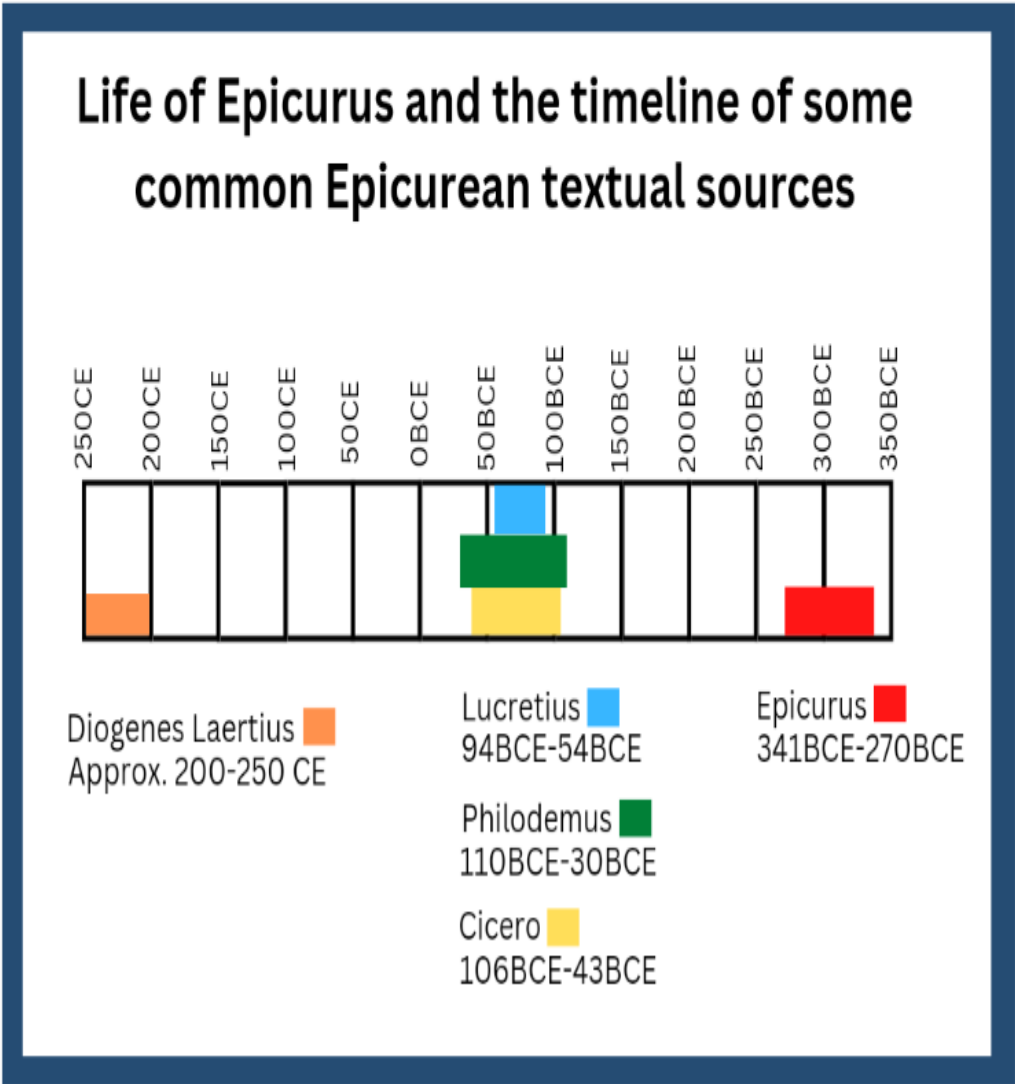 Life of Epicurus and the timeline of some
common Epicurean textual sources
250CE
200CE
150CE
100CE
50CE
0BCE
50BCE
100BCE
150BCE
200BCE
250BCE
300BCE
350BCE
Diogenes Laertius
Approx. 200-250 CE
Lucretius
94BCE-54BCE
Philodemus
110BCE-30BCE
Cicero
106BCE-43BCE
Epicurus
341BCE-270BCE